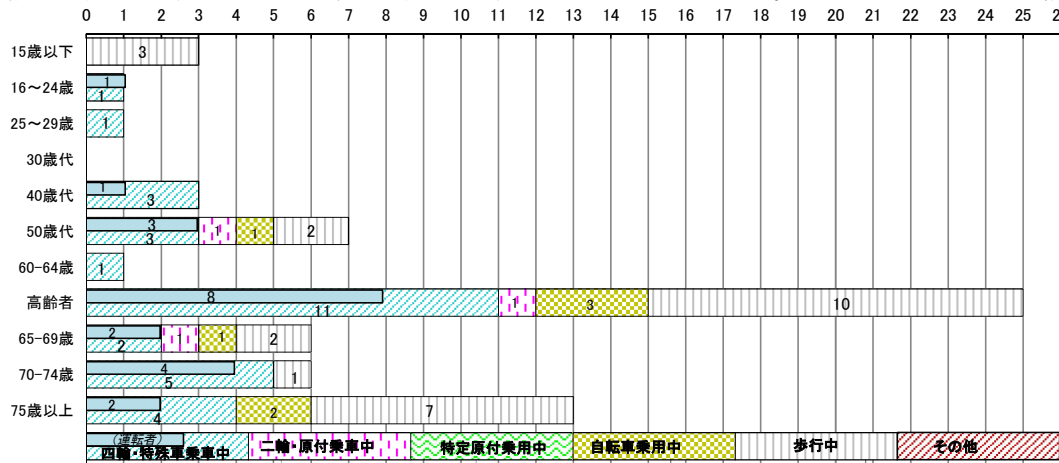 0 1 2 3 4 5 6 7 8 9 10 11 12 13 14 15 16 17 18 19 20 21 22 23 24 25
15歳以下 3
16～24歳 1
1
25～29歳 1
30歳代
40歳代 1
3
50歳代 3 1 1 2
3
60-64歳 1
高齢者 8 1 3 10
11
65-69歳 2 1 1 2
2
70-74歳 4 1
5
75歳以上 2 2 7
4
(運転者)
四輪・特殊車乗車中 二輪・原付乗車中 特定原付乗用中 自転車乗用中 歩行中 その他